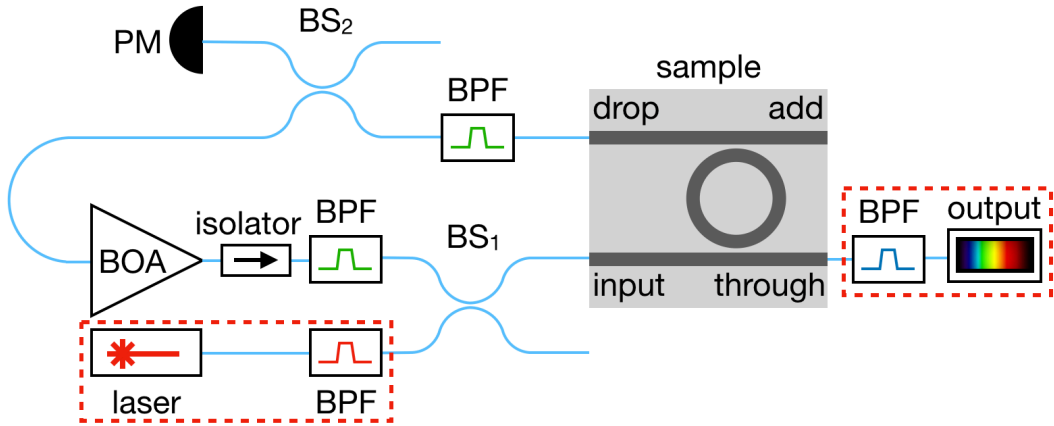 BS₂
PM
sample
BPF
drop
add
isolator
BPF
BS₁
BPF
output
BOA
input
through
laser
BPF